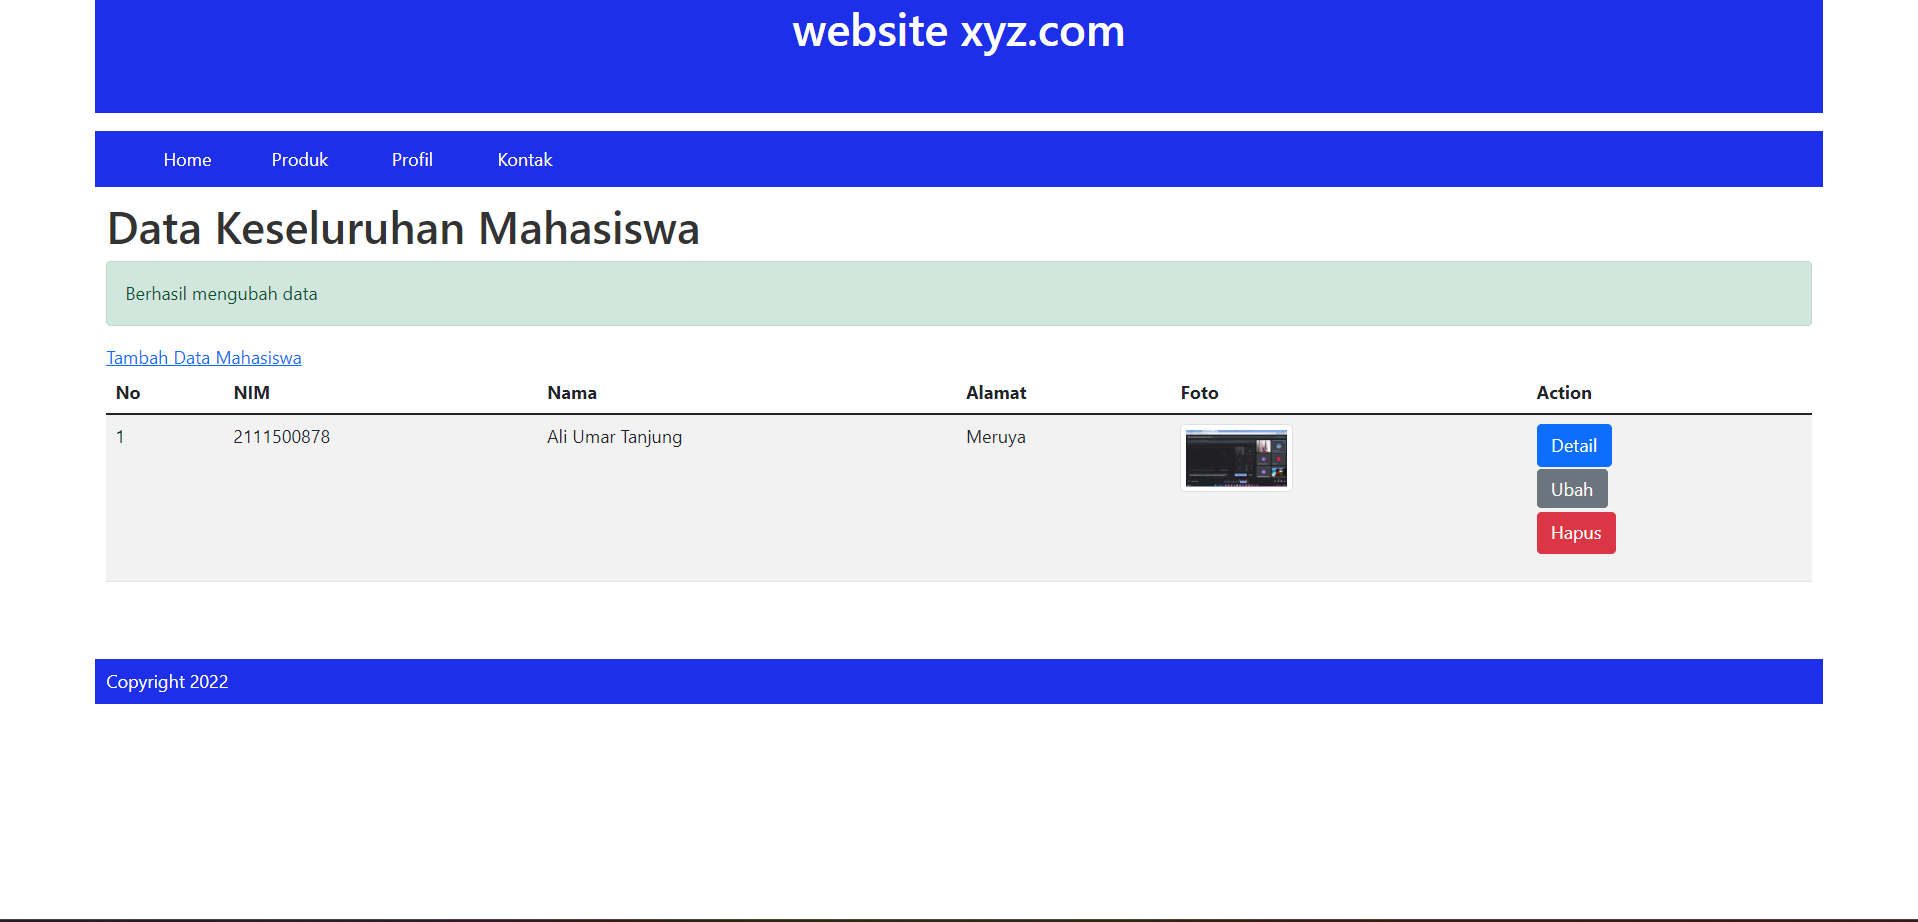 website xyz.com
Home Produk Profil Kontak
Data Keseluruhan Mahasiswa
Berhasil mengubah data
Tambah Data Mahasiswa
No NIM Nama Alamat Foto Action
1 2111500878 Ali Umar Tanjung Meruya Detail
Ubah
Hapus
Copyright 2022